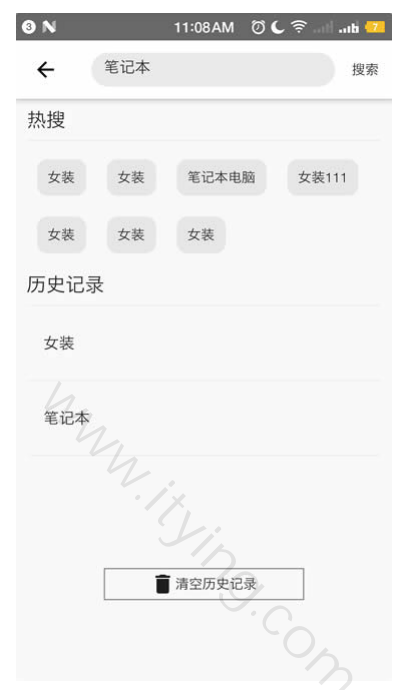 3 N 11:08AM 7
笔记本 搜索
热搜
女装 女装 笔记本电脑 女装111
女装 女装 女装
历史记录
女装
笔记本
清空历史记录
www.itying.com